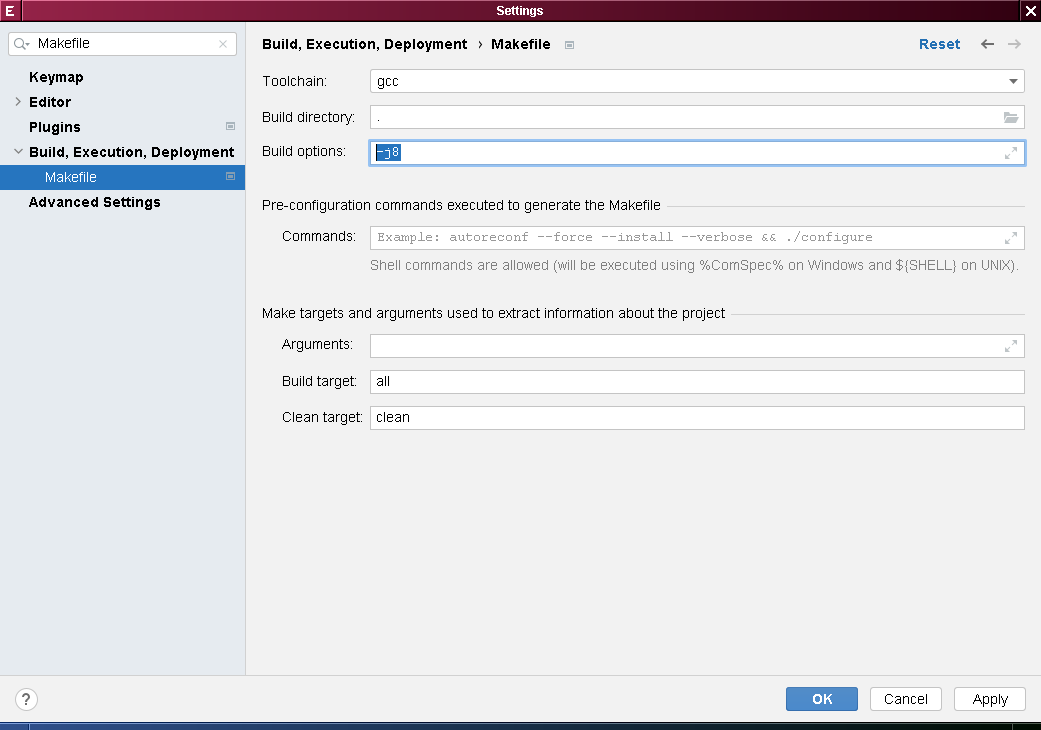 E
Settings
Makefile
Build, Execution, Deployment › Makefile
Reset
Keymap
Editor
Plugins
Build, Execution, Deployment
Makefile
Advanced Settings
Toolchain: gcc
Build directory: .
Build options: -j8
Pre-configuration commands executed to generate the Makefile
Commands: Example: autoreconf --force --install --verbose && ./configure
Shell commands are allowed (will be executed using %ComSpec% on Windows and ${SHELL} on UNIX).
Make targets and arguments used to extract information about the project
Arguments:
Build target: all
Clean target: clean
?
OK
Cancel
Apply